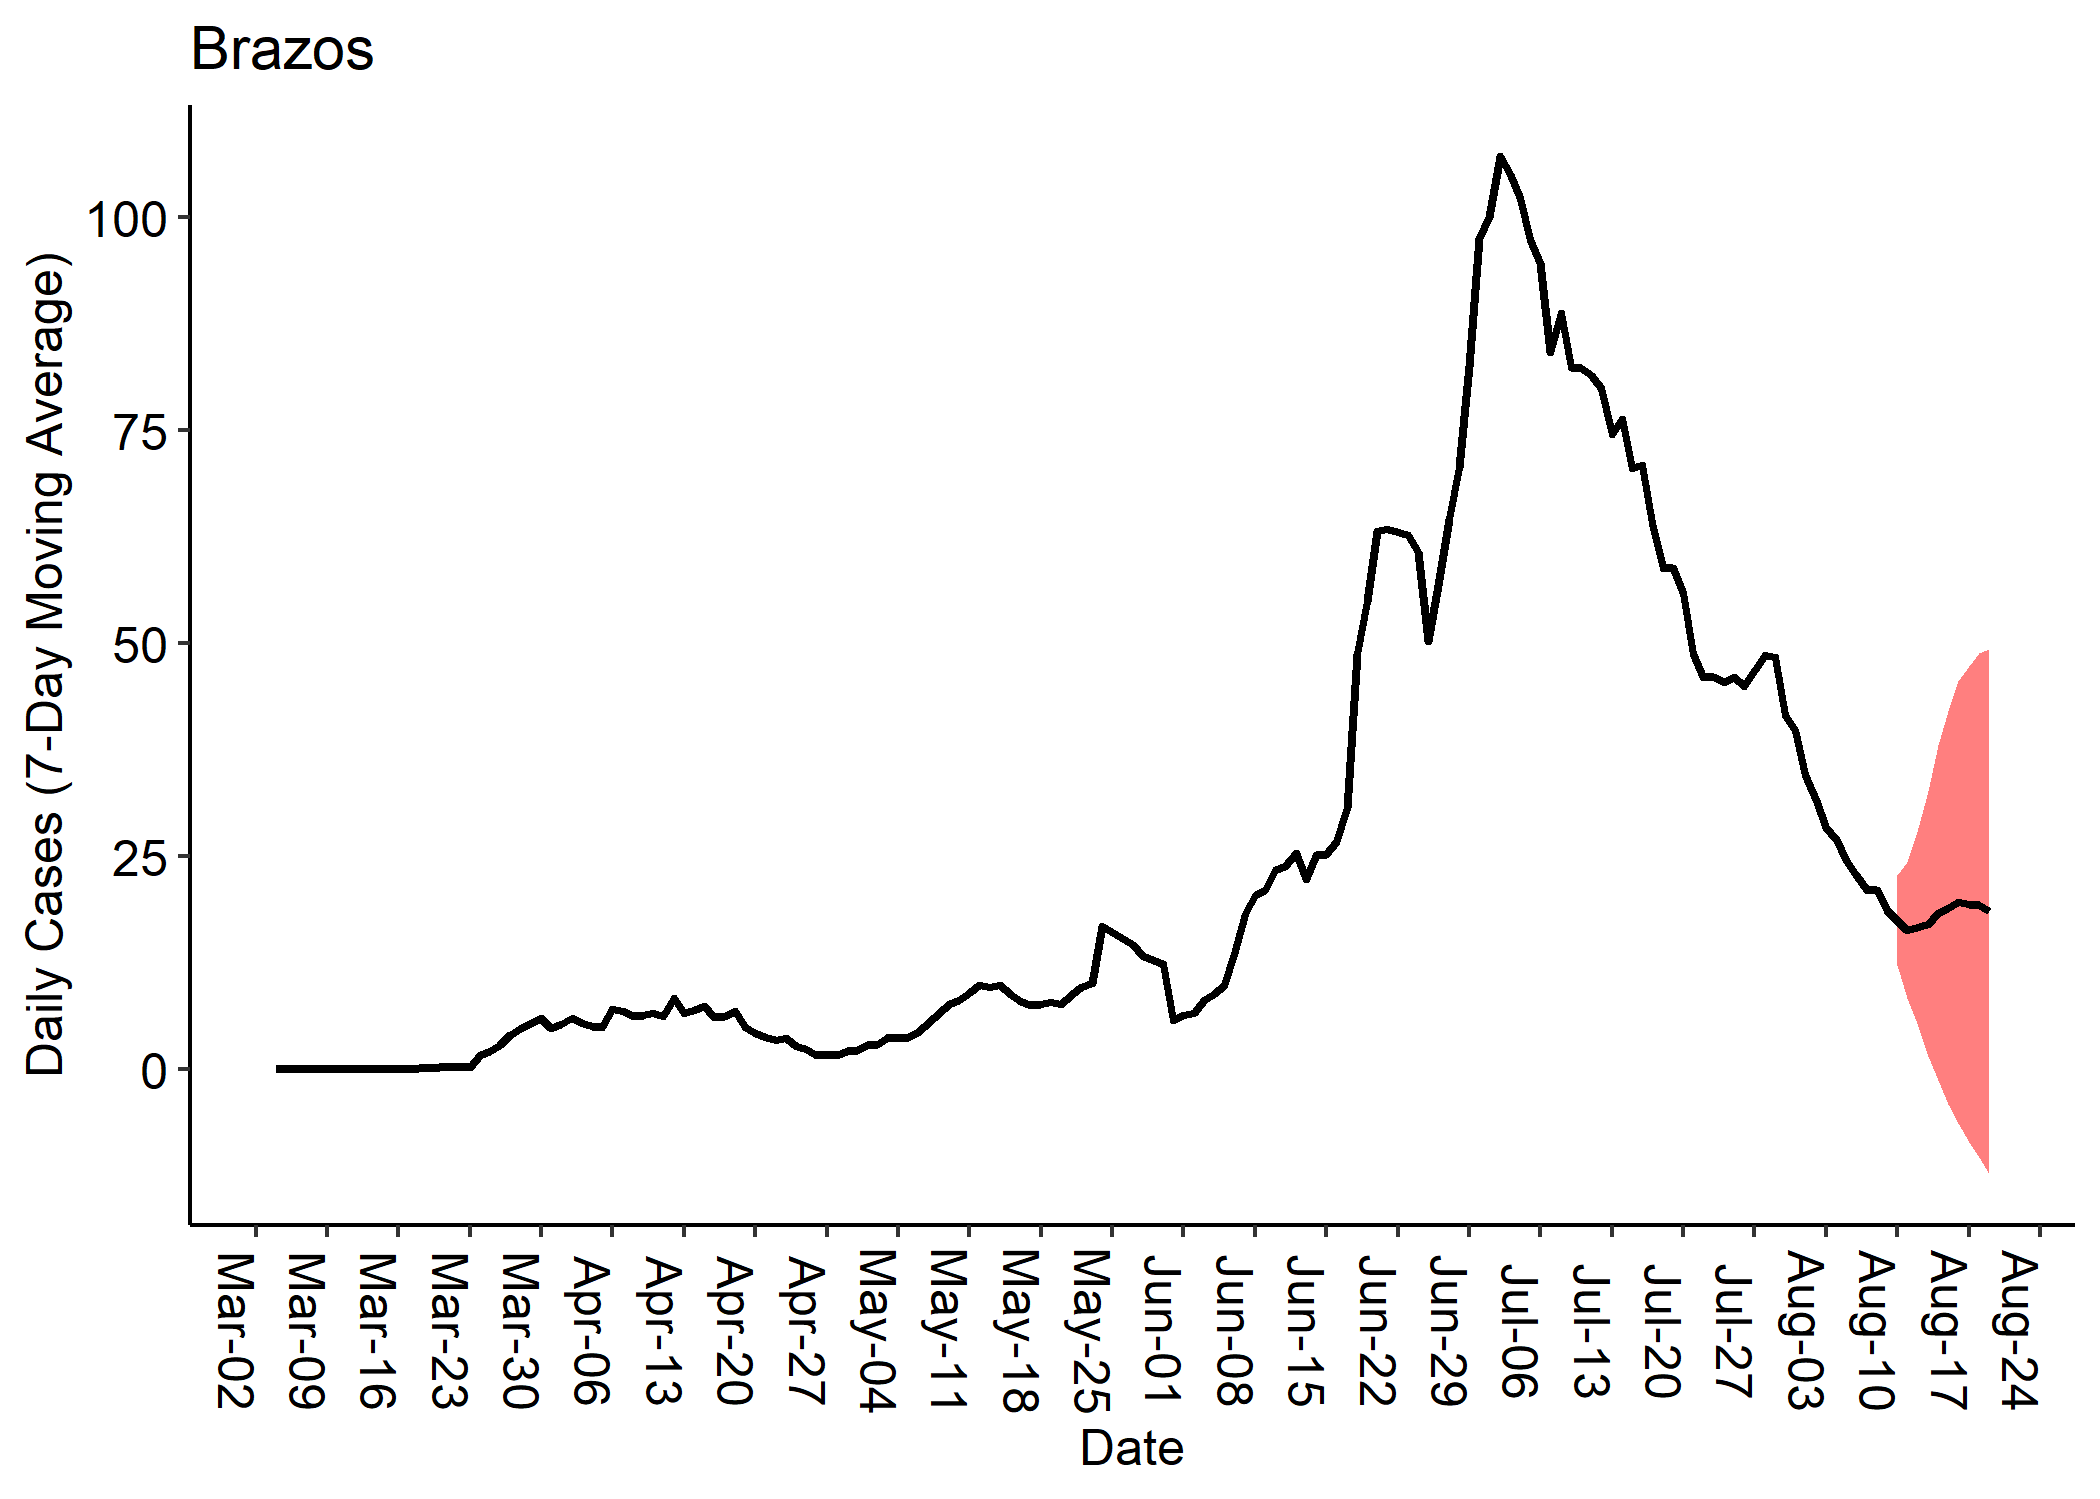 Brazos
Daily Cases (7-Day Moving Average)
100
75
50
25
0
Mar-02
Mar-09
Mar-16
Mar-23
Mar-30
Apr-06
Apr-13
Apr-20
Apr-27
May-04
May-11
May-18
May-25
Jun-01
Jun-08
Jun-15
Jun-22
Jun-29
Jul-06
Jul-13
Jul-20
Jul-27
Aug-03
Aug-10
Aug-17
Aug-24
Date